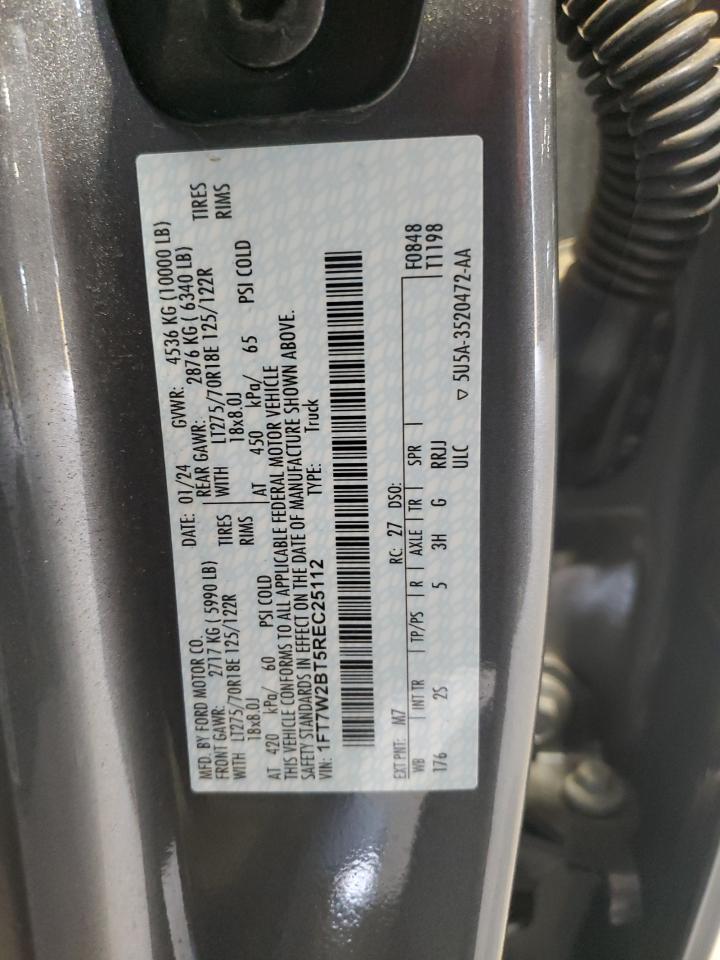 MFD. BY FORD MOTOR CO.
DATE: 01/24 GVWR: 4536 KG (10000 LB)
FRONT GAWR: 2717 KG ( 5990 LB) REAR GAWR: 2876 KG ( 6340 LB)
WITH LT275/70R18E 125/122R TIRES WITH LT275/70R18E 125/122R TIRES
18x8.0J RIMS 18x8.0J RIMS
AT 420 kPa/ 60 PSI COLD AT 450 kPa/ 65 PSI COLD
THIS VEHICLE CONFORMS TO ALL APPLICABLE FEDERAL MOTOR VEHICLE
SAFETY STANDARDS IN EFFECT ON THE DATE OF MANUFACTURE SHOWN ABOVE.
VIN: 1FT7W2BT5REC25112 TYPE: Truck
EXT PNT: M7 RC: 27 DSO: F0848
WB INT TR TP/PS R AXLE TR SPR T1198
176 2S 5 3H G RRJJ
ULC ▽ 5U5A-3520472-AA